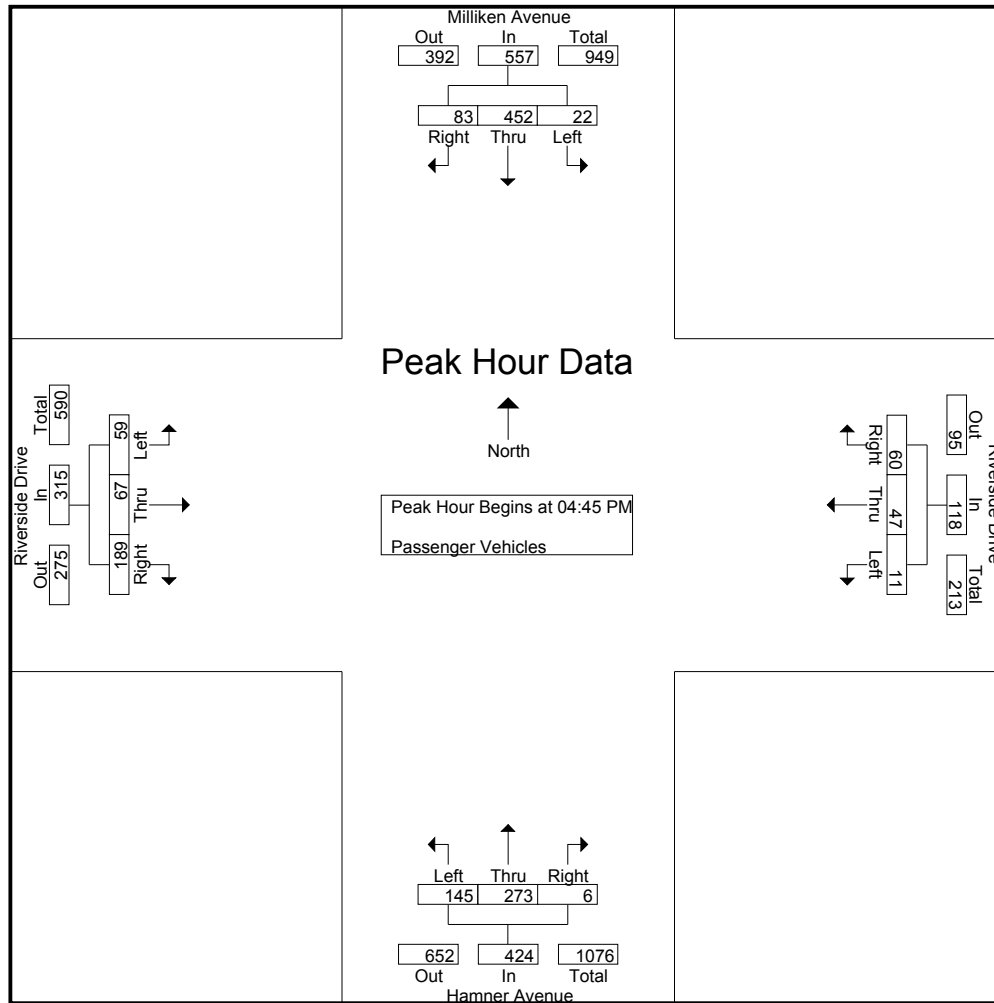 Milliken Avenue
Out In Total
392 557 949
83 452 22
Right Thru Left
Peak Hour Data
North
Peak Hour Begins at 04:45 PM
Passenger Vehicles
Riverside Drive
Total In Out
590 315 275
59 67 189
Left Thru Right
Riverside Drive
Out In Total
95 118 213
60 47 11
Right Thru Left
Left Thru Right
145 273 6
652 424 1076
Out In Total
Hamner Avenue